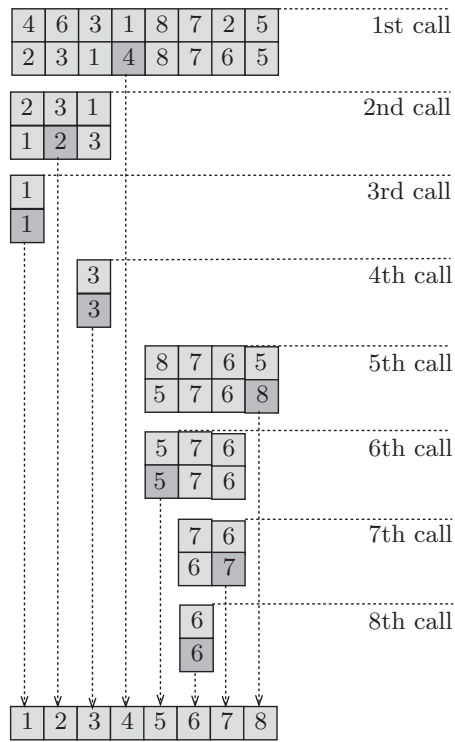 4 6 3 1 8 7 2 5 1st call
2 3 1 4 8 7 6 5
2 3 1 2nd call
1 2 3
1 3rd call
1
3 4th call
3
8 7 6 5 5th call
5 7 6 8
5 7 6 6th call
5 7 6
7 6 7th call
6 7
6 8th call
6
1 2 3 4 5 6 7 8